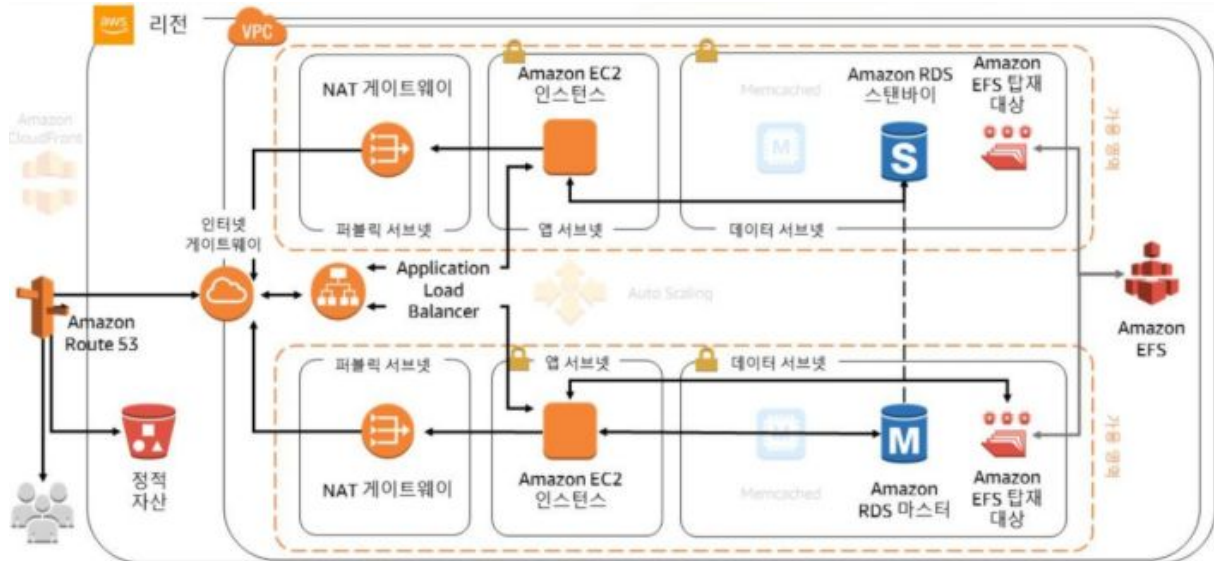 aws
리전
VPC
NAT 게이트웨이
Amazon EC2
인스턴스
Memcached
Amazon RDS
스탠바이
Amazon
EFS 탑재
대상
가용 영역
Amazon
CloudFront
M
S
인터넷
게이트웨이
퍼블릭 서브넷
앱 서브넷
데이터 서브넷
Application
Load
Balancer
Auto Scaling
Amazon
Route 53
Amazon
EFS
퍼블릭 서브넷
앱 서브넷
데이터 서브넷
정적
자산
NAT 게이트웨이
Amazon EC2
인스턴스
M
Memcached
M
Amazon
RDS 마스터
Amazon
EFS 탑재
대상
가용 영역